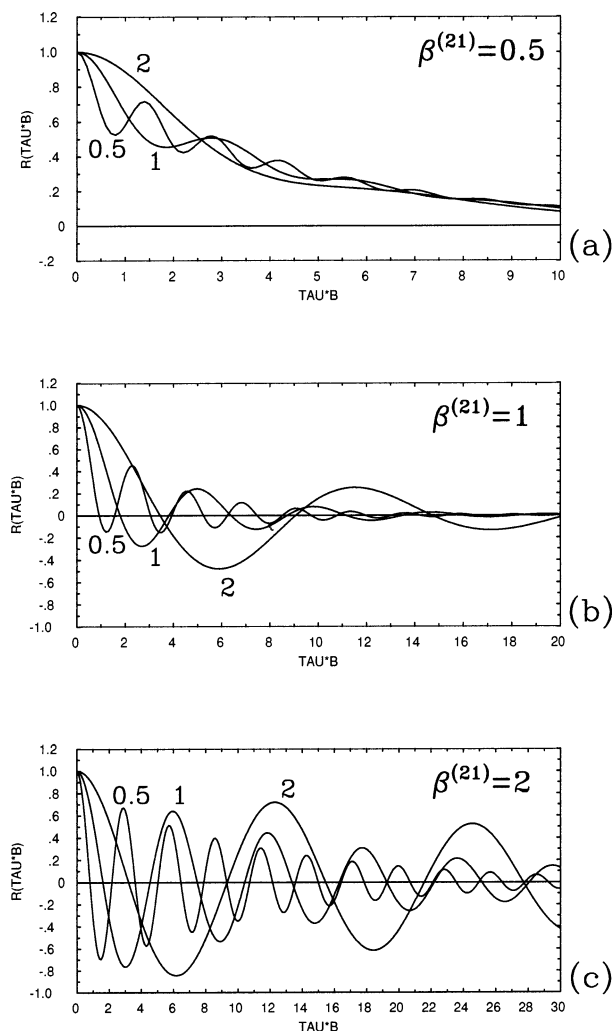 1.2
1.0
.8
.6
.4
.2
0
-.2
R(TAU*B)
2
0.5
1
β(21)=0.5
0 1 2 3 4 5 6 7 8 9 10
TAU*B
(a)
1.2
1.0
.8
.6
.4
.2
0
-.2
-.4
-.6
-.8
-1.0
R(TAU*B)
β(21)=1
0.5
1
2
0 2 4 6 8 10 12 14 16 18 20
TAU*B
(b)
1.2
1.0
.8
.6
.4
.2
0
-.2
-.4
-.6
-.8
-1.0
R(TAU*B)
0.5
1
2
β(21)=2
0 2 4 6 8 10 12 14 16 18 20 22 24 26 28 30
TAU*B
(c)